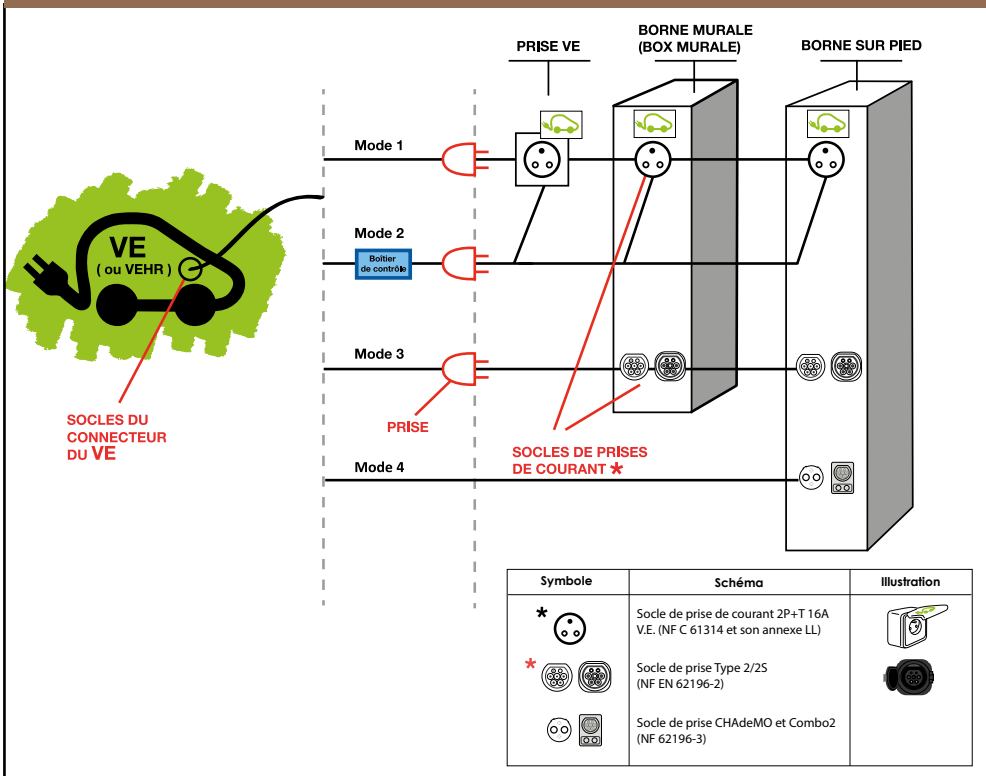 PRISE VE
BORNE MURALE
(BOX MURALE)
BORNE SUR PIED
Mode 1
Mode 2
Boîtier
de contrôle
VE
( ou VEHR )
Mode 3
SOCLES DU
CONNECTEUR
DU VE
PRISE
SOCLES DE PRISES
DE COURANT *
Mode 4
Symbole
Schéma
Illustration
*
Socle de prise de courant 2P+T 16A
V.E. (NF C 61314 et son annexe LL)
*
Socle de prise Type 2/2S
(NF EN 62196-2)
Socle de prise CHAdeMO et Combo2
(NF 62196-3)